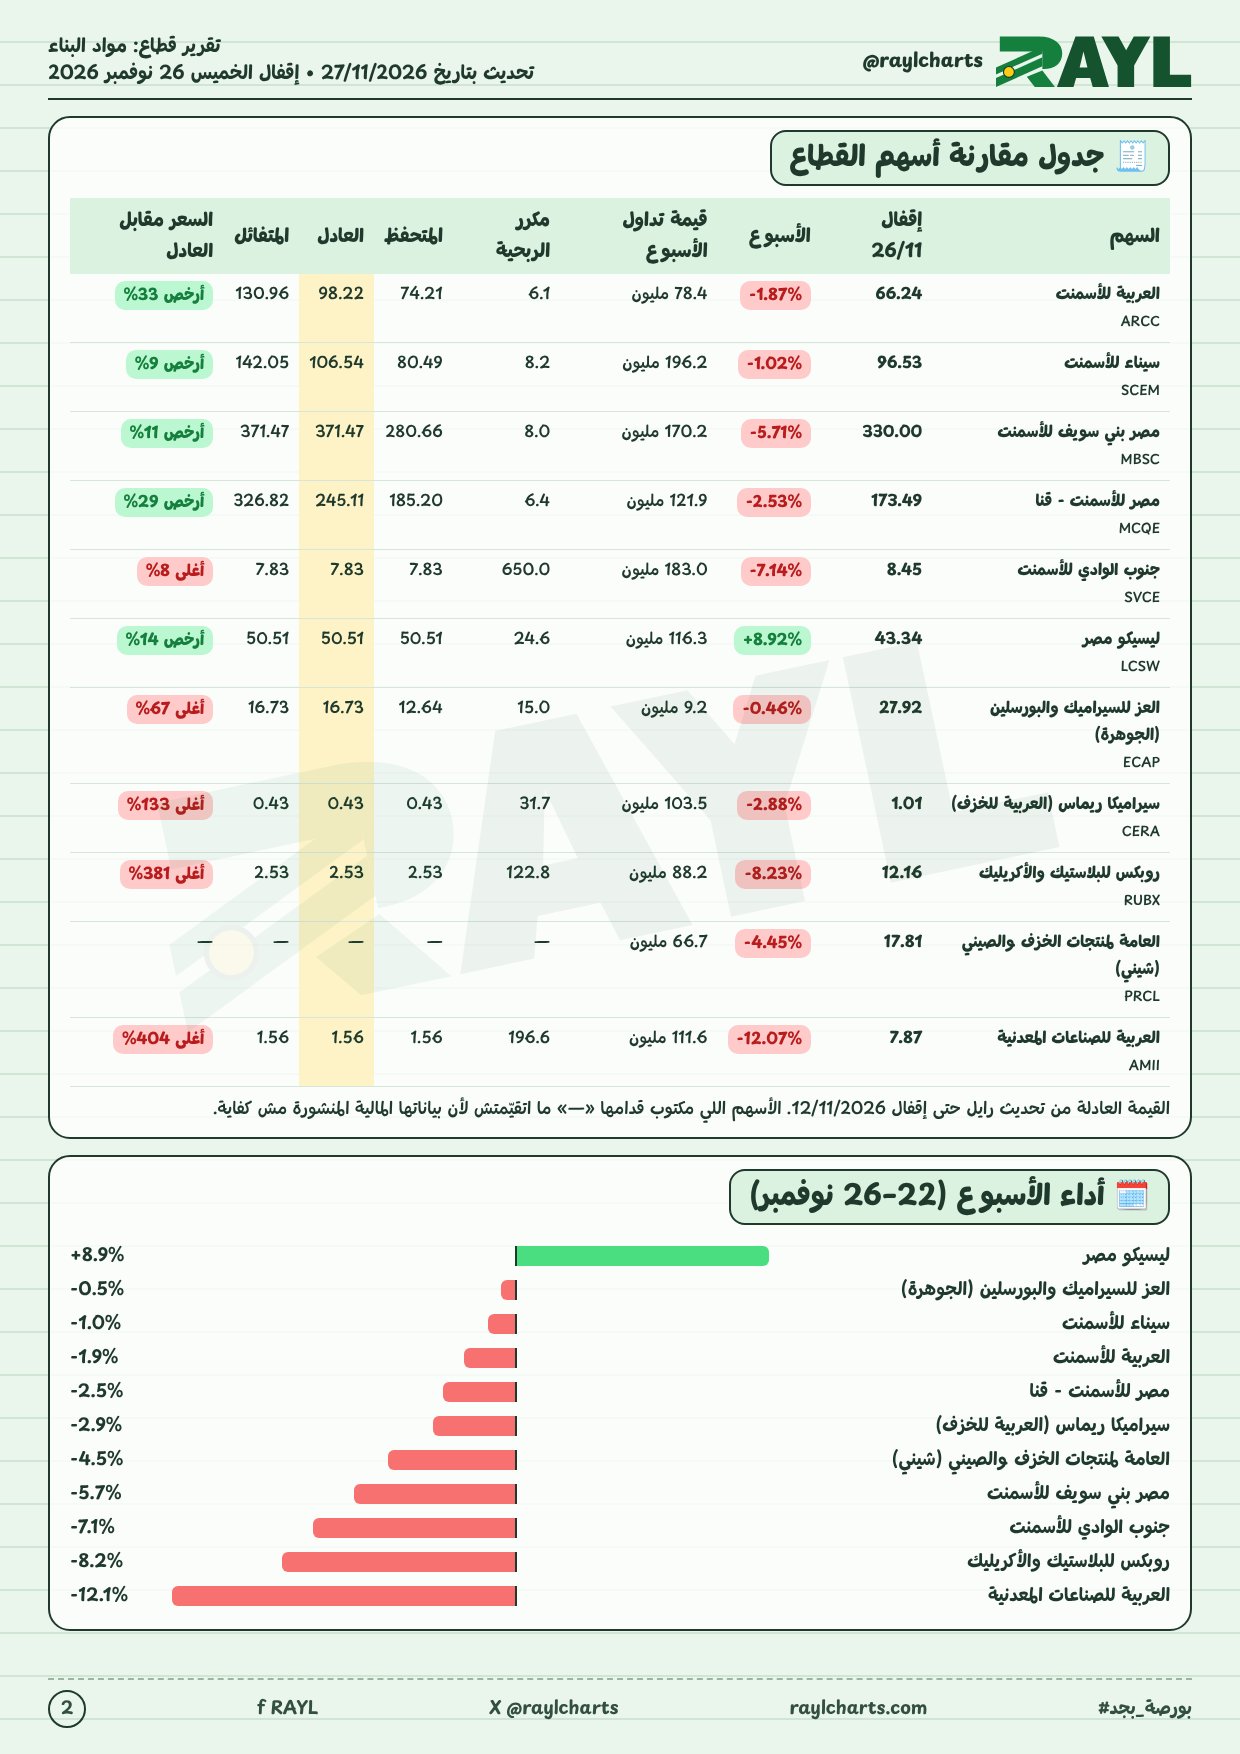 RAYL
@raylcharts
تقرير قطاع: مواد البناء
تحديث بتاريخ 27/11/2026 • إقفال الخميس 26 نوفمبر 2026
جدول مقارنة أسهم القطاع
السهم إقفال 26/11 الأسبوع قيمة تداول الأسبوع مكرر الربحية المتحفظ العادل المتفائل السعر مقابل العادل
العربية للأسمنت 66.24 -1.87% 78.4 مليون 6.1 74.21 98.22 130.96 أرخص 33%
ARCC
سيناء للأسمنت 96.53 -1.02% 196.2 مليون 8.2 80.49 106.54 142.05 أرخص 9%
SCEM
مصر بني سويف للأسمنت 330.00 -5.71% 170.2 مليون 8.0 280.66 371.47 371.47 أرخص 11%
MBSC
مصر للأسمنت - قنا 173.49 -2.53% 121.9 مليون 6.4 185.20 245.11 326.82 أرخص 29%
MCQE
جنوب الوادي للأسمنت 8.45 -7.14% 183.0 مليون 650.0 7.83 7.83 7.83 أغلى 8%
SVCE
ليسيكو مصر 43.34 +8.92% 116.3 مليون 24.6 50.51 50.51 50.51 أرخص 14%
LCSW
العز للسيراميك والبورسلين 27.92 -0.46% 9.2 مليون 15.0 12.64 16.73 16.73 أغلى 67%
(الجوهرة)
ECAP
سيراميكا ريماس (العربية للخزف) 1.01 -2.88% 103.5 مليون 31.7 0.43 0.43 0.43 أغلى 133%
CERA
روبكس للبلاستيك والأكريليك 12.16 -8.23% 88.2 مليون 122.8 2.53 2.53 2.53 أغلى 381%
RUBX
العامة لمنتجات الخزف والصيني 17.81 -4.45% 66.7 مليون — — — — —
(شيني)
PRCL
العربية للصناعات المعدنية 7.87 -12.07% 111.6 مليون 196.6 1.56 1.56 1.56 أغلى 404%
AMII
القيمة العادلة من تحديث رايل حتى إقفال 12/11/2026. الأسهم اللي مكتوب قدامها «—» ما اتقيّمتش لأن بياناتها المالية المنشورة مش كفاية.
أداء الأسبوع (22-26 نوفمبر)
ليسيكو مصر +8.9%
العز للسيراميك والبورسلين (الجوهرة) -0.5%
سيناء للأسمنت -1.0%
العربية للأسمنت -1.9%
مصر للأسمنت - قنا -2.5%
سيراميكا ريماس (العربية للخزف) -2.9%
العامة لمنتجات الخزف والصيني (شيني) -4.5%
مصر بني سويف للأسمنت -5.7%
جنوب الوادي للأسمنت -7.1%
روبكس للبلاستيك والأكريليك -8.2%
العربية للصناعات المعدنية -12.1%
#بورصة_بجد raylcharts.com X @raylcharts f RAYL 2